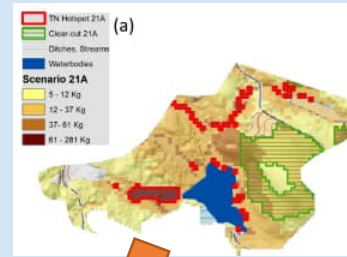 TN Hotspot 21A
(a)
Clear-cut 21A
Ditches, Streams
Waterbodies
Scenario 21A
5 - 12 Kg
12 - 37 Kg
37- 61 Kg
61 - 281 Kg